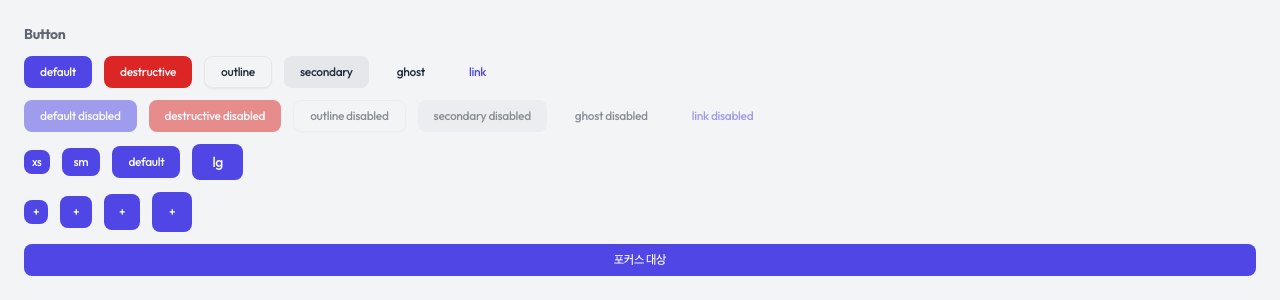 Button
default destructive outline secondary ghost link
default disabled destructive disabled outline disabled secondary disabled ghost disabled link disabled
xs sm default lg
+ + + +
포커스 대상